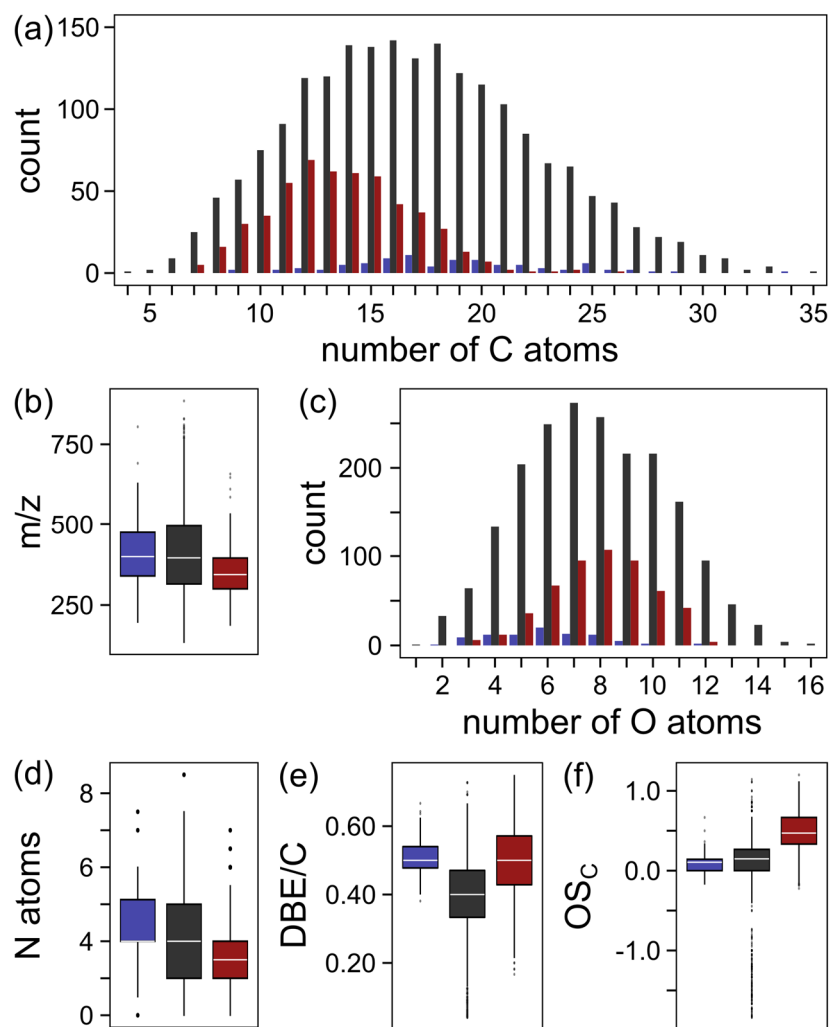 (a)
150
100
50
0
count
5 10 15 20 25 30 35
number of C atoms
(b)
750
500
250
m/z
(c)
200
100
0
count
2 4 6 8 10 12 14 16
number of O atoms
(d)
8
6
4
0
N atoms
(e)
0.60
0.40
0.20
DBE/C
(f)
1.0
0.0
-1.0
OSC